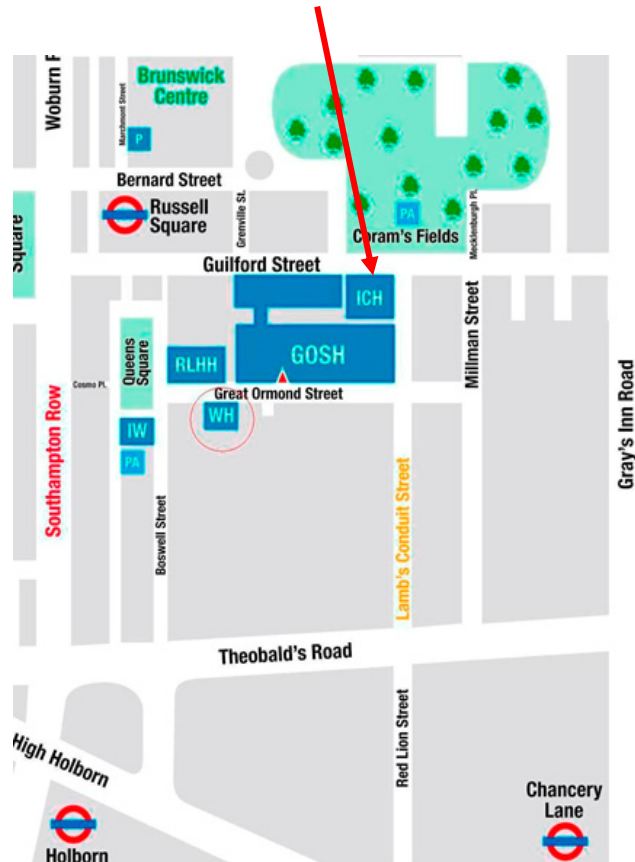 Woburn P
Marchmont Street
Brunswick
Centre
P
Bernard Street
Russell
Square
Grenville St.
PA
Coram's Fields
Mecklenburgh Pl.
Square
Guilford Street
ICH
Queens
Square
RLHH
GOSH
Millman Street
Cosmo Pl.
Great Ormond Street
WH
IW
PA
Southampton Row
Boswell Street
Lamb's Conduit Street
Gray's Inn Road
Theobald's Road
High Holborn
Red Lion Street
Chancery
Lane
Holborn